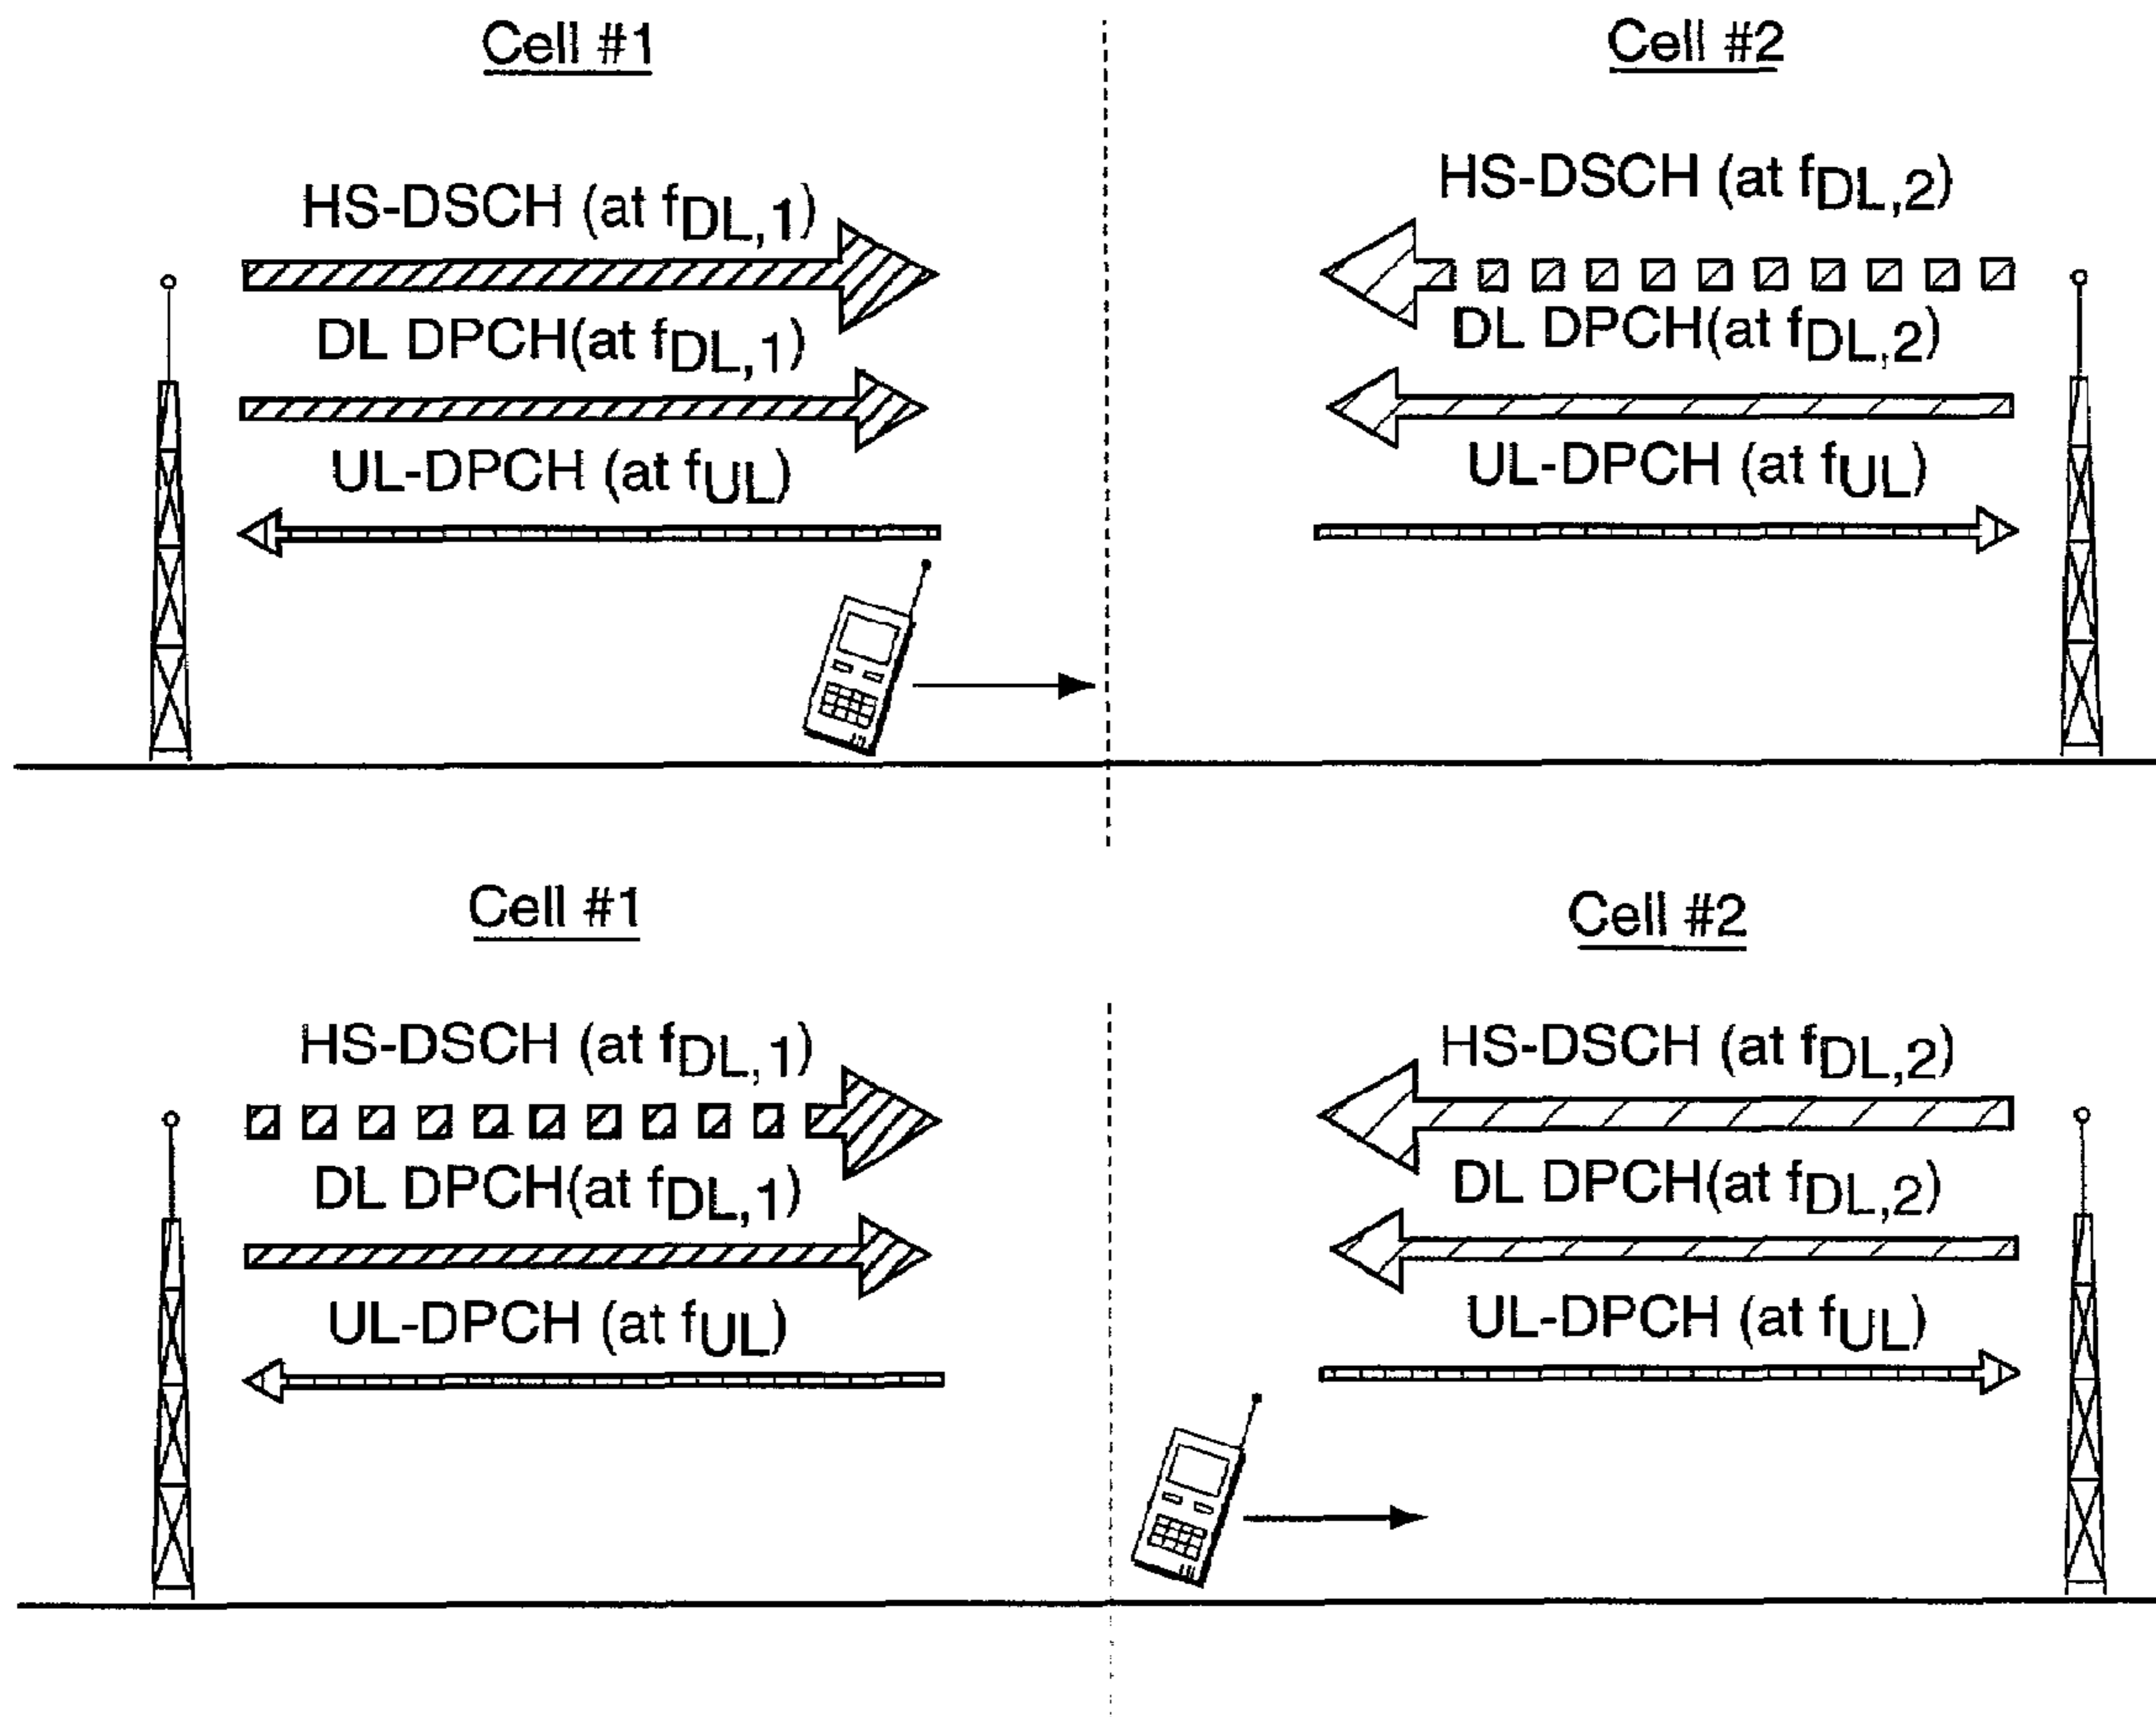 Cell #1
Cell #2
HS-DSCH (at fDL,1)
HS-DSCH (at fDL,2)
DL DPCH(at fDL,1)
DL DPCH(at fDL,2)
UL-DPCH (at fUL)
UL-DPCH (at fUL)
Cell #1
Cell #2
HS-DSCH (at fDL,1)
HS-DSCH (at fDL,2)
DL DPCH(at fDL,1)
DL DPCH(at fDL,2)
UL-DPCH (at fUL)
UL-DPCH (at fUL)